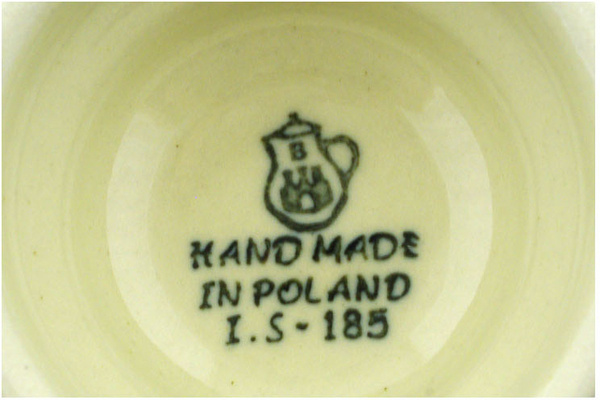 B
HAND MADE
IN POLAND
I.S-185